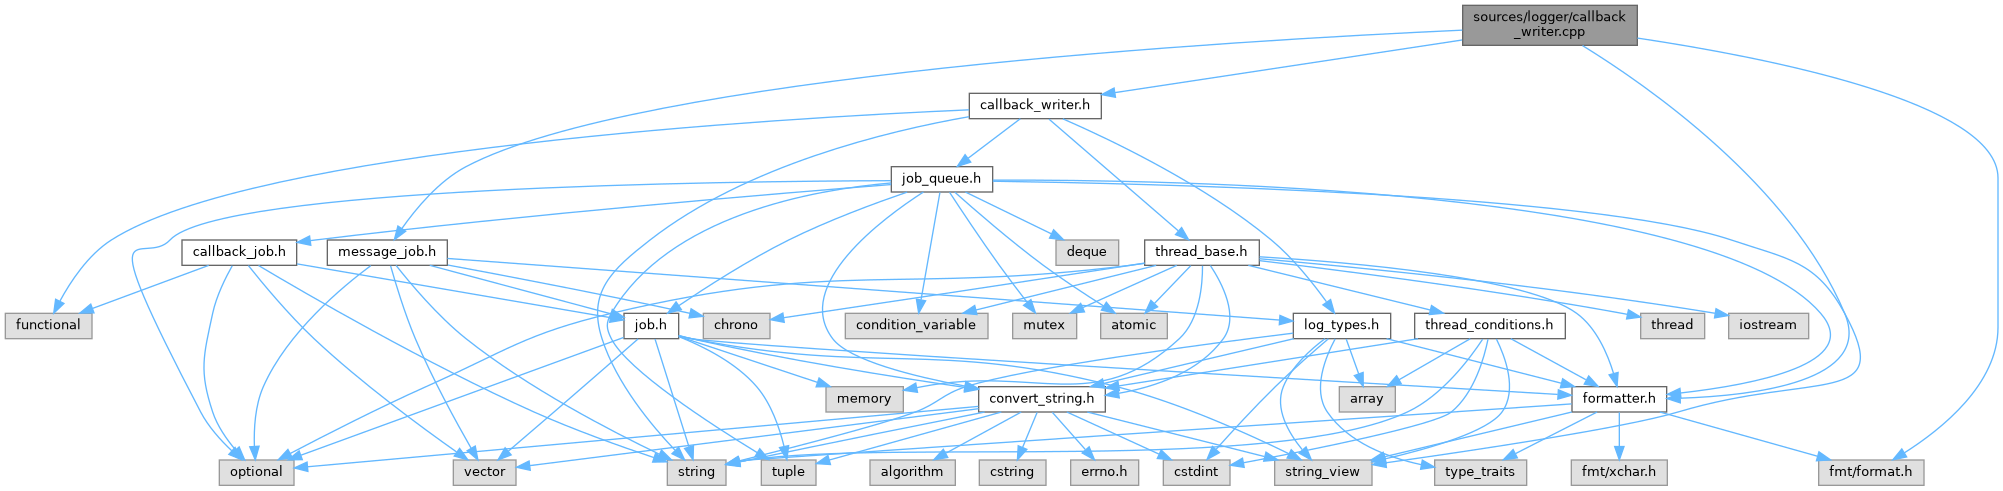 sources/logger/callback
_writer.cpp
callback_writer.h
job_queue.h
callback_job.h
message_job.h
deque
thread_base.h
functional
job.h
chrono
condition_variable
mutex
atomic
log_types.h
thread_conditions.h
thread
iostream
memory
convert_string.h
array
formatter.h
optional
vector
string
tuple
algorithm
cstring
errno.h
cstdint
string_view
type_traits
fmt/xchar.h
fmt/format.h